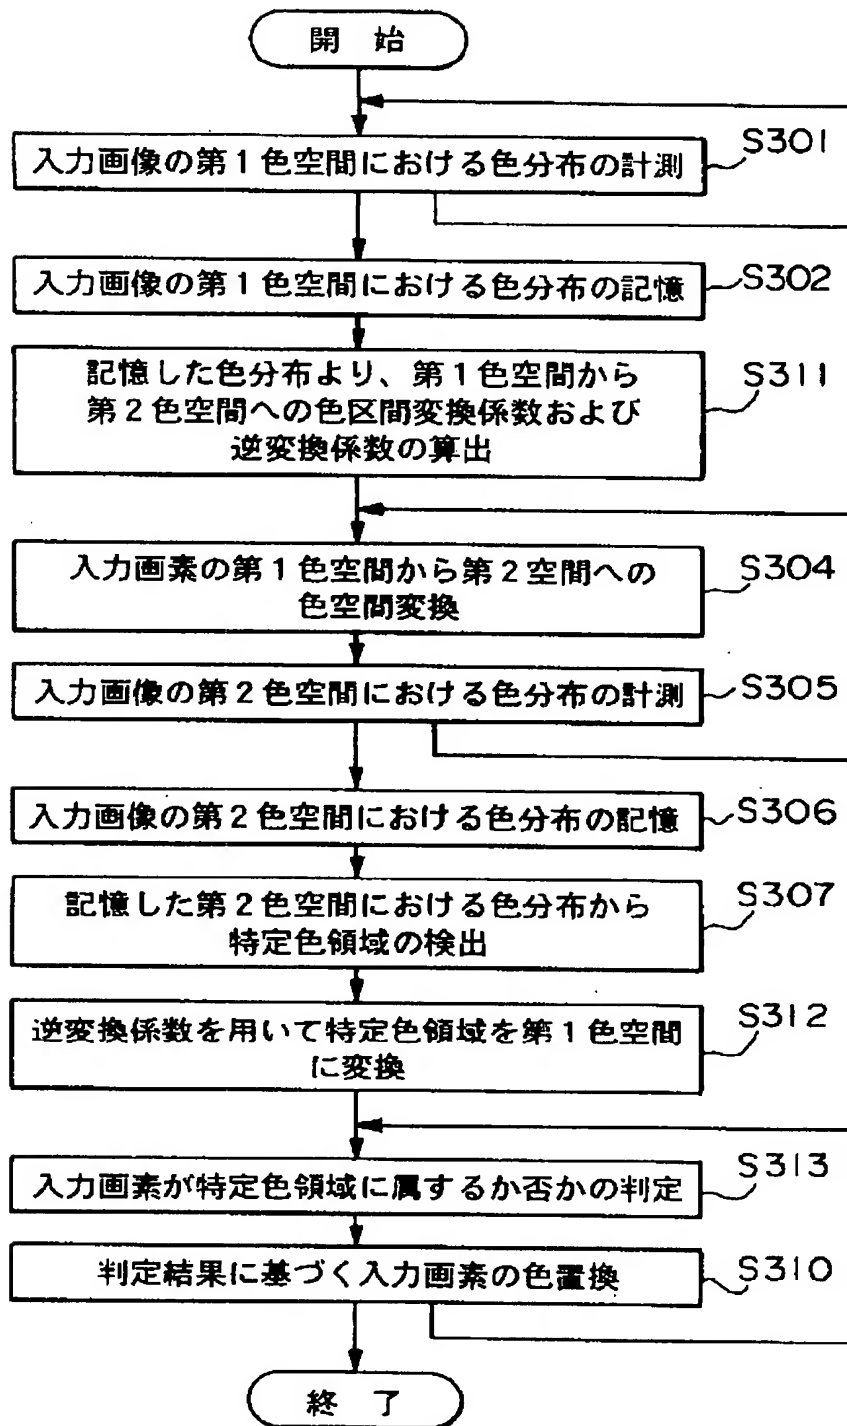 開 始
入力画像の第1色空間における色分布の計測
S301
入力画像の第1色空間における色分布の記憶
S302
記憶した色分布より、第1色空間から
第2色空間への色区間変換係数および
逆変換係数の算出
S311
入力画素の第1色空間から第2空間への
色空間変換
S304
入力画像の第2色空間における色分布の計測
S305
入力画像の第2色空間における色分布の記憶
S306
記憶した第2色空間における色分布から
特定色領域の検出
S307
逆変換係数を用いて特定色領域を第1色空間
に変換
S312
入力画素が特定色領域に属するか否かの判定
S313
判定結果に基づく入力画素の色置換
S310
終 了